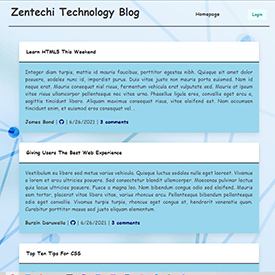 Zentechi Technology Blog
Homepage
Login
Learn HTML5 This Weekend
Integer diam turpis, mattis id mauris faucibus, porttitor egestas nibh. Quisque sit amet dolor
posuere, sodales nunc id, imperdiet purus. Duis vitae justo non mauris porta euismod. Nam id
neque erat. Mauris consequat nisl risus, fermentum vehicula erat vulputate sed. Mauris at ipsum
vitae risus ullamcorper pellentesque nec vitae urna. Phasellus ligula eros, convallis eget arcu a,
sagittis tincidunt libero. Aliquam maximus consequat risus, vitae eleifend est. Nam accumsan
tincidunt enim, et euismod eros consequat vel...
James Bond | | 6/26/2021 | 3 comments
Giving Users The Best Web Experience
Vestibulum eu libero sed metus varius vehicula. Quisque luctus sodales nulla eget laoreet. Vivamus
a lorem et arcu ultricies posuere. Sed consectetur blandit ullamcorper. Maecenas pulvinar lectus
quis lacus ultricies posuere. Fusce a magna leo. Nam bibendum congue odio sed eleifend. Mauris
sem tortor, placerat vitae libero vitae, varius rhoncus arcu. Pellentesque bibendum pellentesque
odio eget convallis. Vivamus turpis turpis, rhoncus eget congue at, hendrerit venenatis quam.
Curabitur porttitor massa sed justo aliquam elementum.
Burzin Daruwalla | | 6/26/2021 | 3 comments
Top Ten Tips For CSS